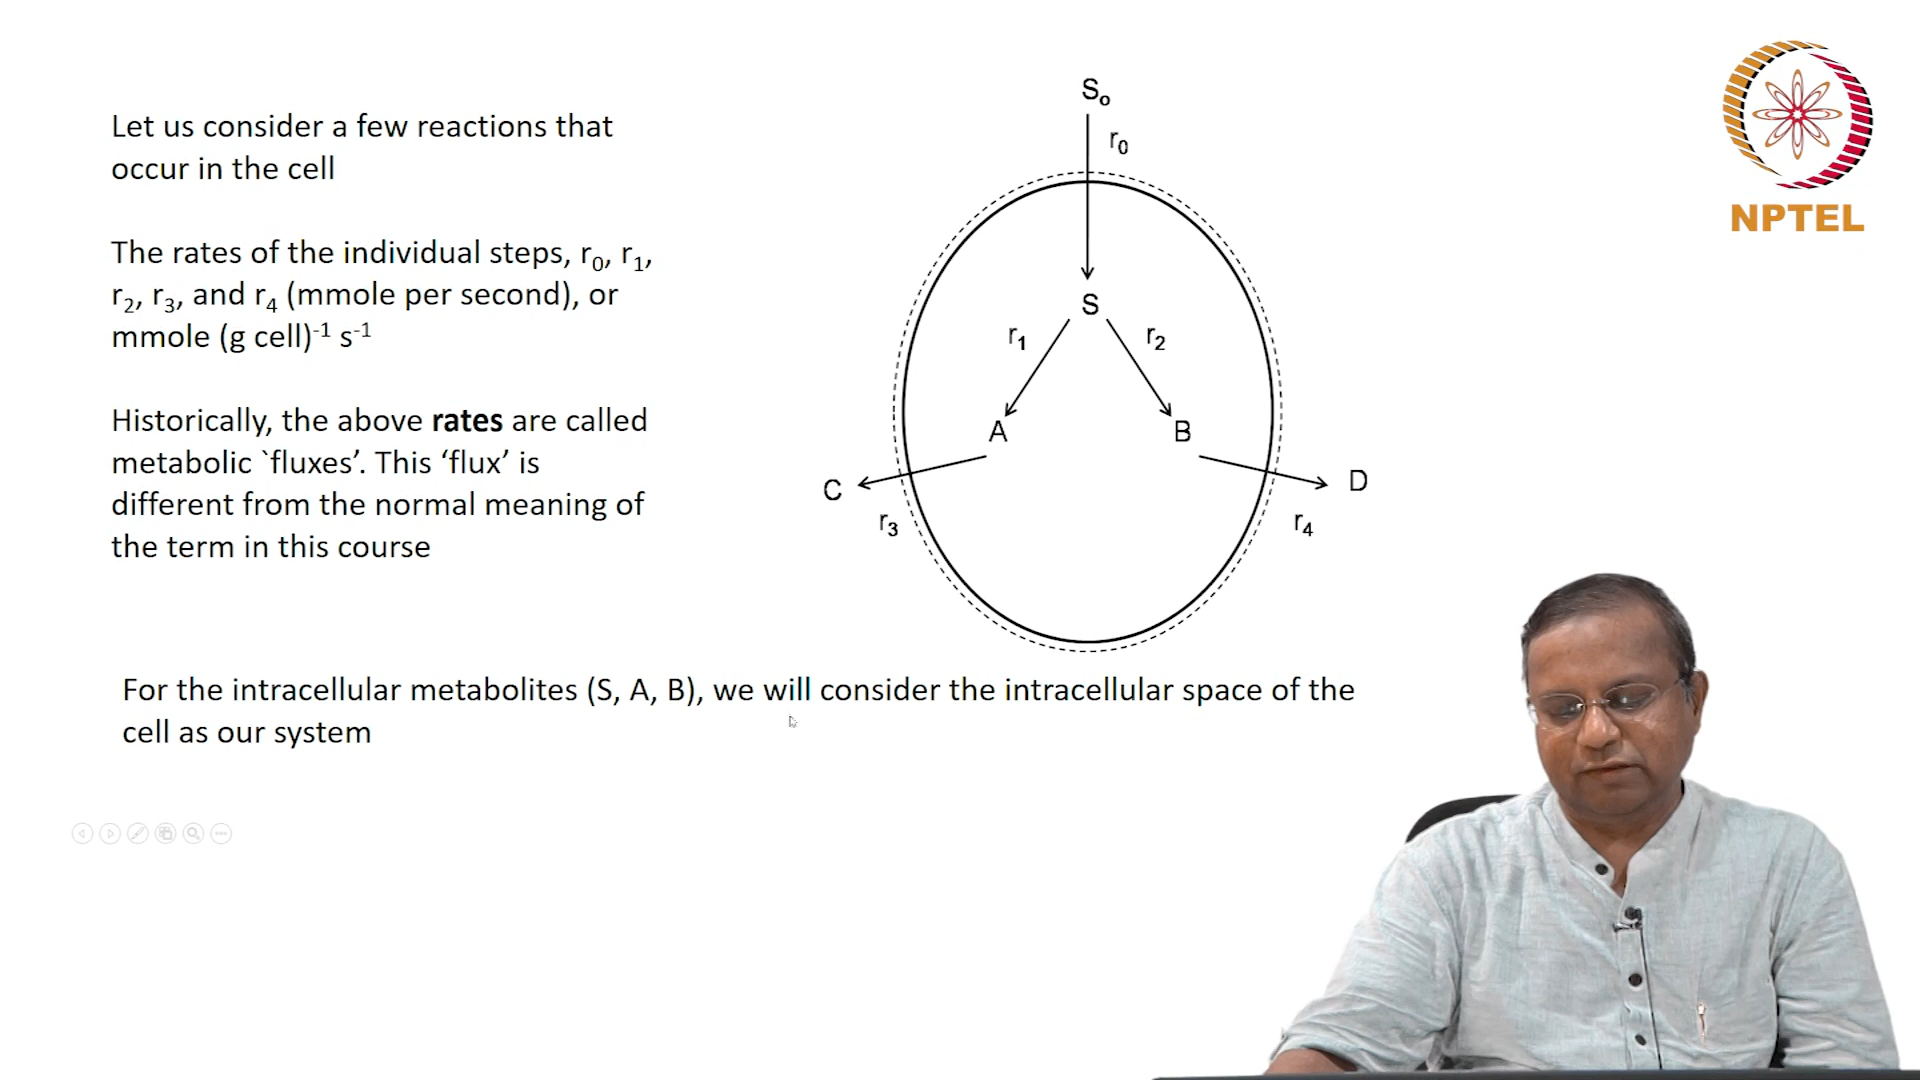 Let us consider a few reactions that
occur in the cell
The rates of the individual steps, r₀, r₁,
r₂, r₃, and r₄ (mmole per second), or
mmole (g cell)⁻¹ s⁻¹
Historically, the above rates are called
metabolic `fluxes’. This ‘flux’ is
different from the normal meaning of
the term in this course
Sₒ
r₀
S
r₁
r₂
A
B
C
D
r₃
r₄
NPTEL
For the intracellular metabolites (S, A, B), we will consider the intracellular space of the
cell as our system